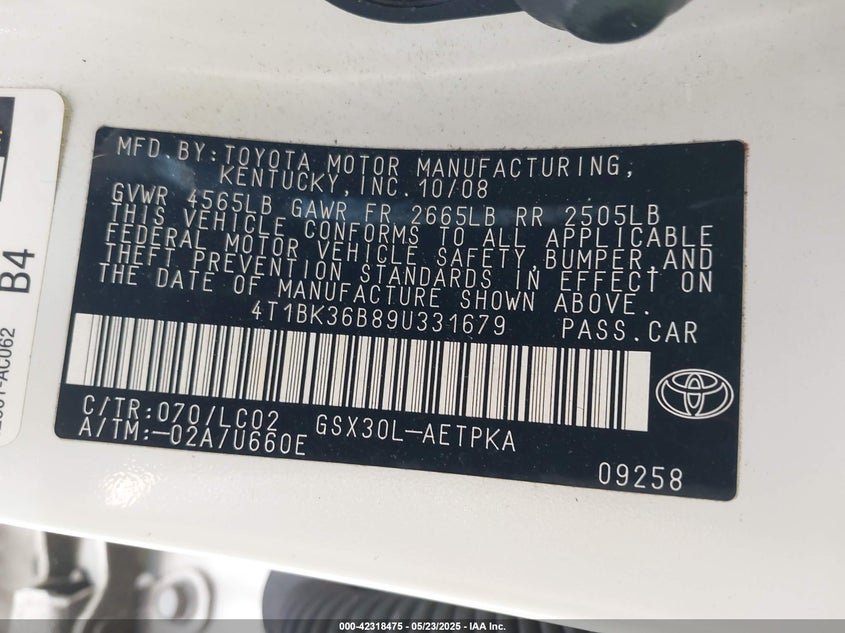 MFD.BY:TOYOTA MOTOR MANUFACTURING,
KENTUCKY,INC. 10/08
GVWR 4565LB GAWR FR 2665LB RR 2505LB
THIS VEHICLE CONFORMS TO ALL APPLICABLE
FEDERAL MOTOR VEHICLE SAFETY,BUMPER,AND
THEFT PREVENTION STANDARDS IN EFFECT ON
THE DATE OF MANUFACTURE SHOWN ABOVE.
4T1BK36B89U331679 PASS.CAR
C/TR:070/LC02 GSX30L-AETPKA
A/TM:-02A/U660E
09258
B4
000-42318475 — 05/23/2025 — IAA Inc.